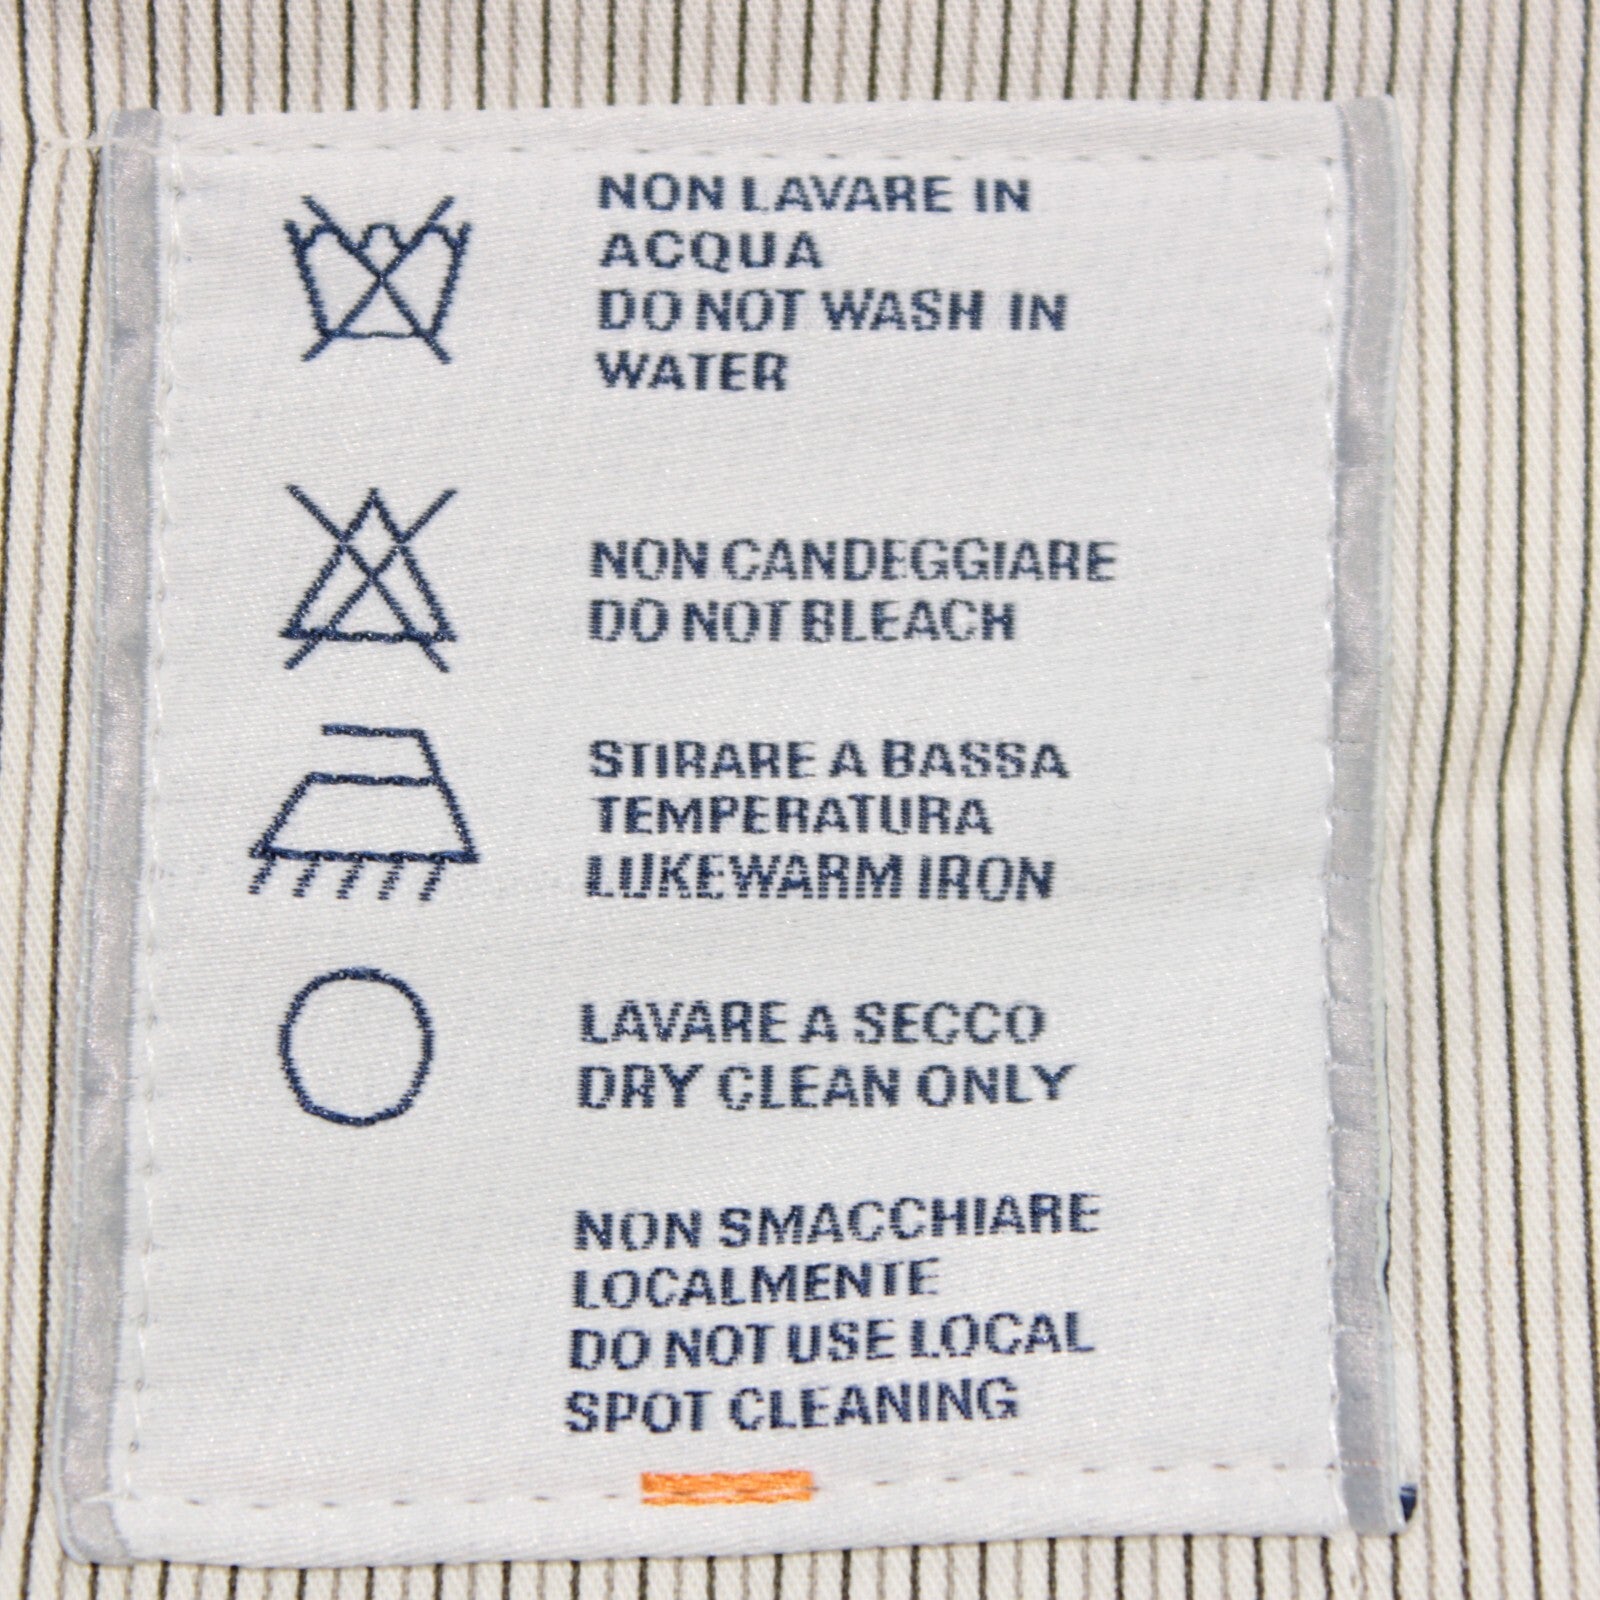 NON LAVARE IN
ACQUA
DO NOT WASH IN
WATER
NON CANDEGGIARE
DO NOT BLEACH
STIRARE A BASSA
TEMPERATURA
LUKEWARM IRON
LAVARE A SECCO
DRY CLEAN ONLY
NON SMACCHIARE
LOCALMENTE
DO NOT USE LOCAL
SPOT CLEANING